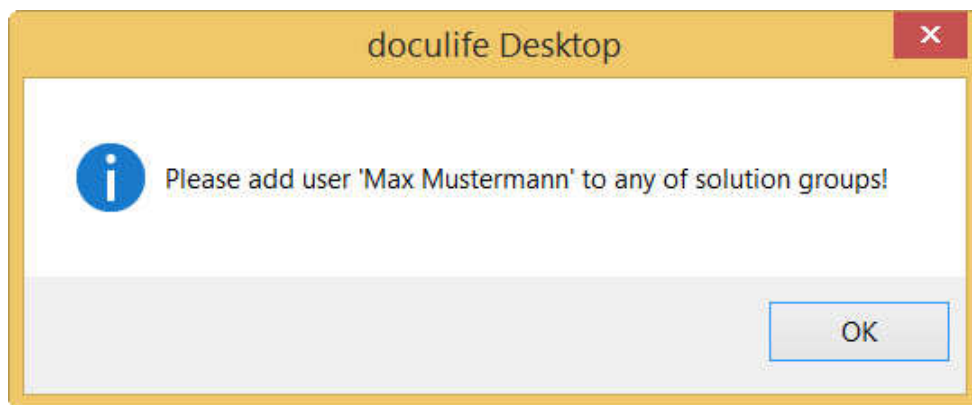 doculife Desktop
Please add user 'Max Mustermann' to any of solution groups!
OK